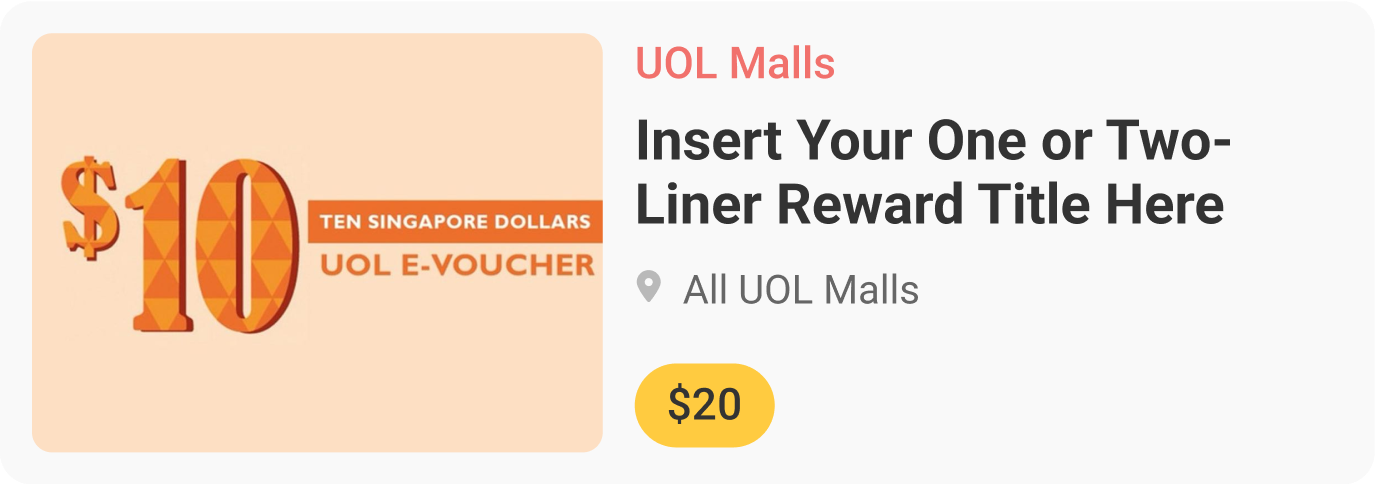 $10
TEN SINGAPORE DOLLARS
UOL E-VOUCHER
UOL Malls
Insert Your One or Two-
Liner Reward Title Here
All UOL Malls
$20